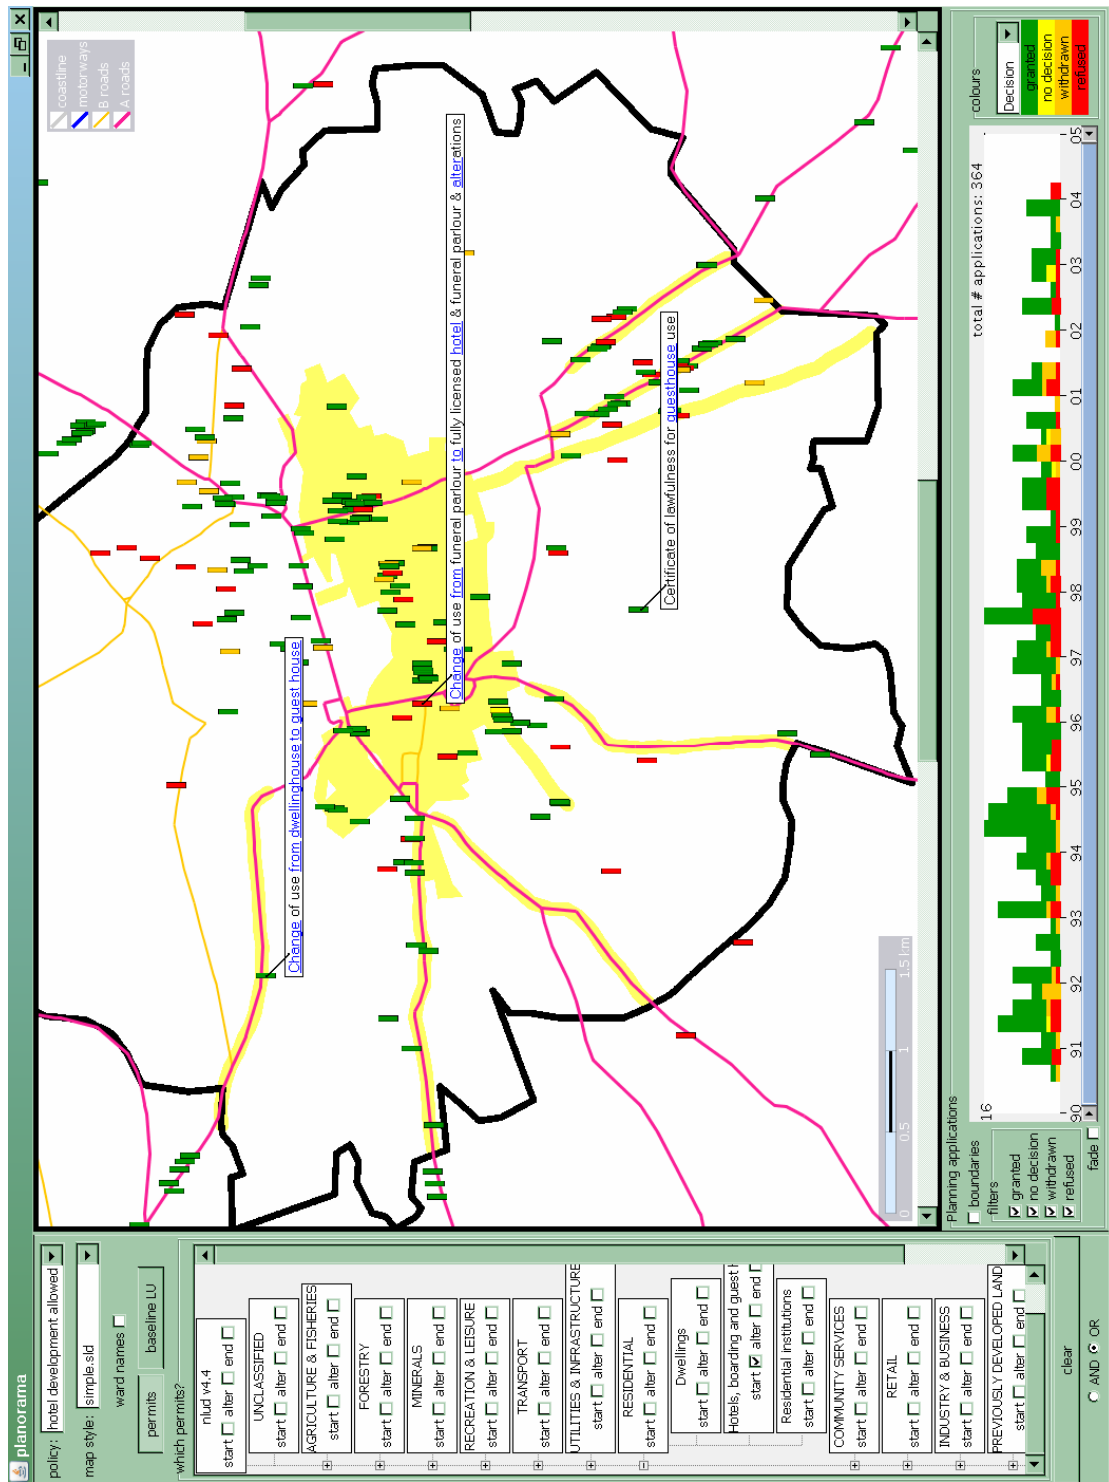 planorama
policy: hotel development allowed
map style: simple.sld
ward names
permits baseline LU
which permits?
nlud v4.4
start alter end
UNCLASSIFIED
start alter end
AGRICULTURE & FISHERIES
start alter end
FORESTRY
start alter end
MINERALS
start alter end
RECREATION & LEISURE
start alter end
TRANSPORT
start alter end
UTILITIES & INFRASTRUCTURE
start alter end
RESIDENTIAL
start alter end
Dwellings
start alter end
Hotels, boarding and guest
start alter end
Residential institutions
start alter end
COMMUNITY SERVICES
start alter end
RETAIL
start alter end
INDUSTRY & BUSINESS
start alter end
PREVIOUSLY DEVELOPED LAND
start alter end
clear
AND OR
coastline
motorways
B roads
A roads
Change of use from dwellinghouse to guest house
Change of use from funeral parlour to fully licensed hotel & funeral parlour & alterations
Certificate of lawfulness for guesthouse use
0 0.5 1 1.5 km
Planning applications
boundaries
filters
granted
no decision
withdrawn
refused
fade
16
total # applications: 364
90 91 92 93 94 95 96 97 98 99 00 01 02 03 04 05
colours
Decision
granted
no decision
withdrawn
refused